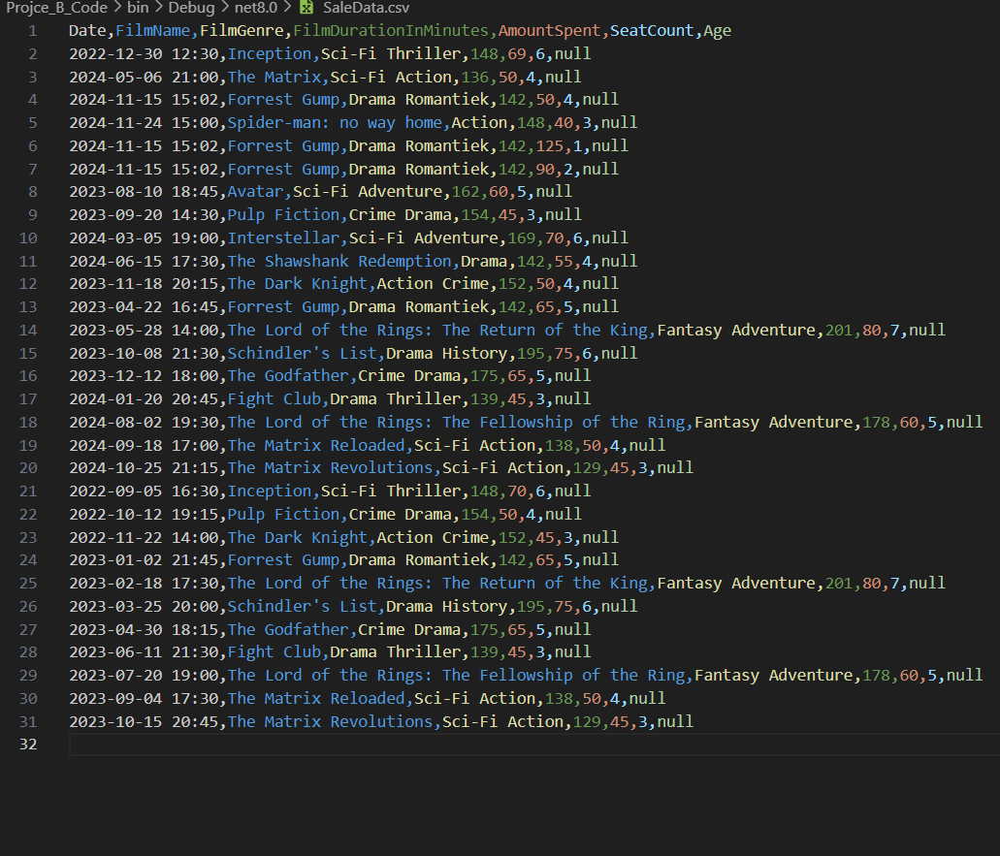 Projce_B_Code > bin > Debug > net8.0 > SaleData.csv
1 Date,FilmName,FilmGenre,FilmDurationInMinutes,AmountSpent,SeatCount,Age
2 2022-12-30 12:30,Inception,Sci-Fi Thriller,148,69,6,null
3 2024-05-06 21:00,The Matrix,Sci-Fi Action,136,50,4,null
4 2024-11-15 15:02,Forrest Gump,Drama Romantiek,142,50,4,null
5 2024-11-24 15:00,Spider-man: no way home,Action,148,40,3,null
6 2024-11-15 15:02,Forrest Gump,Drama Romantiek,142,125,1,null
7 2024-11-15 15:02,Forrest Gump,Drama Romantiek,142,90,2,null
8 2023-08-10 18:45,Avatar,Sci-Fi Adventure,162,60,5,null
9 2023-09-20 14:30,Pulp Fiction,Crime Drama,154,45,3,null
10 2024-03-05 19:00,Interstellar,Sci-Fi Adventure,169,70,6,null
11 2024-06-15 17:30,The Shawshank Redemption,Drama,142,55,4,null
12 2023-11-18 20:15,The Dark Knight,Action Crime,152,50,4,null
13 2023-04-22 16:45,Forrest Gump,Drama Romantiek,142,65,5,null
14 2023-05-28 14:00,The Lord of the Rings: The Return of the King,Fantasy Adventure,201,80,7,null
15 2023-10-08 21:30,Schindler's List,Drama History,195,75,6,null
16 2023-12-12 18:00,The Godfather,Crime Drama,175,65,5,null
17 2024-01-20 20:45,Fight Club,Drama Thriller,139,45,3,null
18 2024-08-02 19:30,The Lord of the Rings: The Fellowship of the Ring,Fantasy Adventure,178,60,5,null
19 2024-09-18 17:00,The Matrix Reloaded,Sci-Fi Action,138,50,4,null
20 2024-10-25 21:15,The Matrix Revolutions,Sci-Fi Action,129,45,3,null
21 2022-09-05 16:30,Inception,Sci-Fi Thriller,148,70,6,null
22 2022-10-12 19:15,Pulp Fiction,Crime Drama,154,50,4,null
23 2022-11-22 14:00,The Dark Knight,Action Crime,152,45,3,null
24 2023-01-02 21:45,Forrest Gump,Drama Romantiek,142,65,5,null
25 2023-02-18 17:30,The Lord of the Rings: The Return of the King,Fantasy Adventure,201,80,7,null
26 2023-03-25 20:00,Schindler's List,Drama History,195,75,6,null
27 2023-04-30 18:15,The Godfather,Crime Drama,175,65,5,null
28 2023-06-11 21:30,Fight Club,Drama Thriller,139,45,3,null
29 2023-07-20 19:00,The Lord of the Rings: The Fellowship of the Ring,Fantasy Adventure,178,60,5,null
30 2023-09-04 17:30,The Matrix Reloaded,Sci-Fi Action,138,50,4,null
31 2023-10-15 20:45,The Matrix Revolutions,Sci-Fi Action,129,45,3,null
32